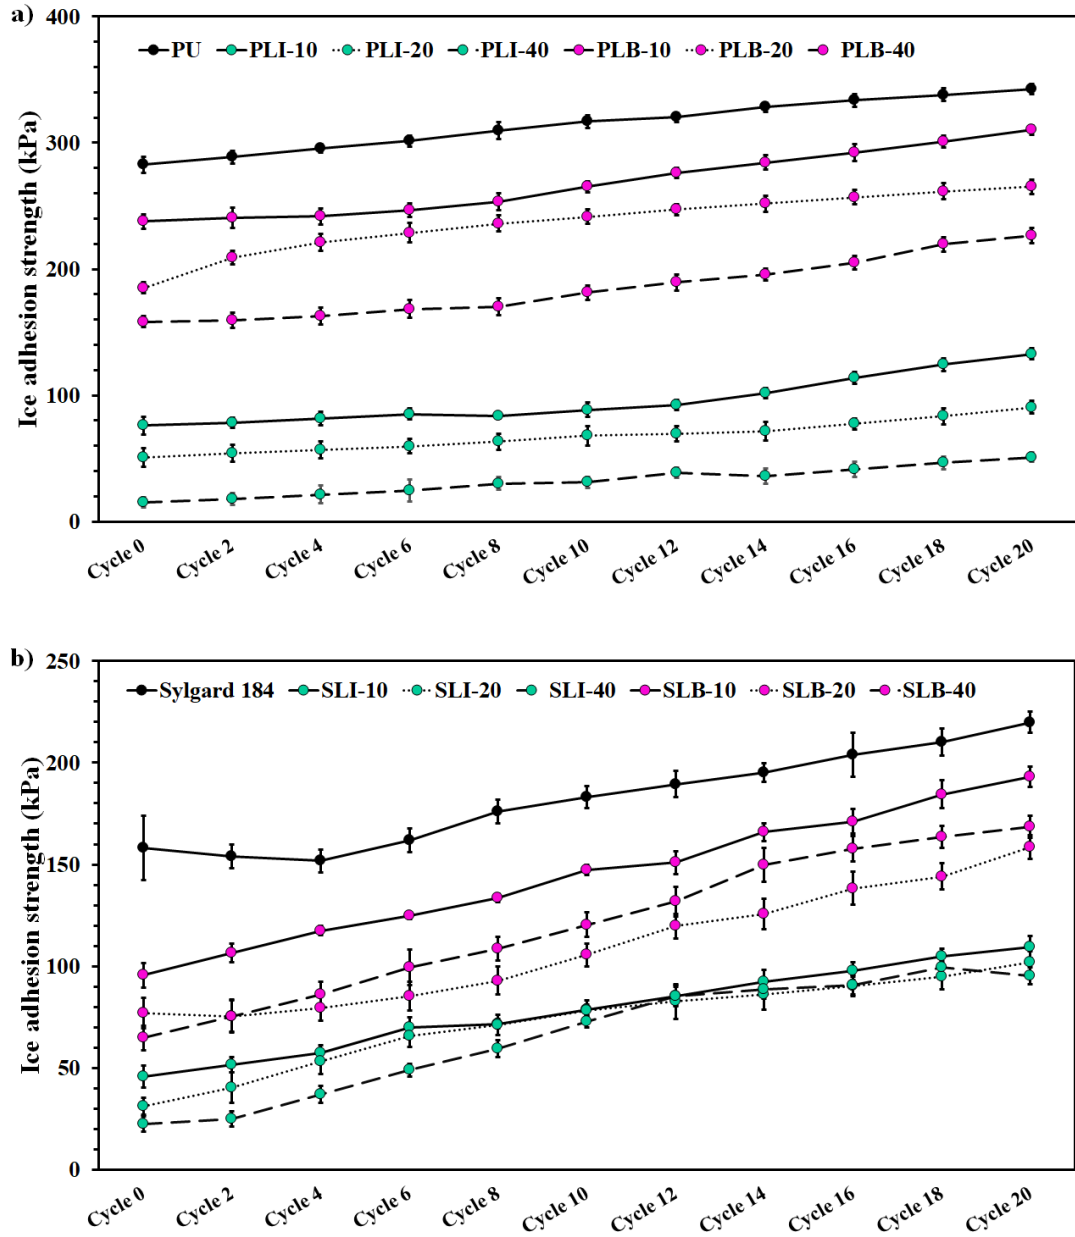 a)
400
PU PLI-10 PLI-20 PLI-40 PLB-10 PLB-20 PLB-40
300
200
100
0
Ice adhesion strength (kPa)
Cycle 0 Cycle 2 Cycle 4 Cycle 6 Cycle 8 Cycle 10 Cycle 12 Cycle 14 Cycle 16 Cycle 18 Cycle 20
b)
250
Sylgard 184 SLI-10 SLI-20 SLI-40 SLB-10 SLB-20 SLB-40
200
150
100
50
0
Ice adhesion strength (kPa)
Cycle 0 Cycle 2 Cycle 4 Cycle 6 Cycle 8 Cycle 10 Cycle 12 Cycle 14 Cycle 16 Cycle 18 Cycle 20